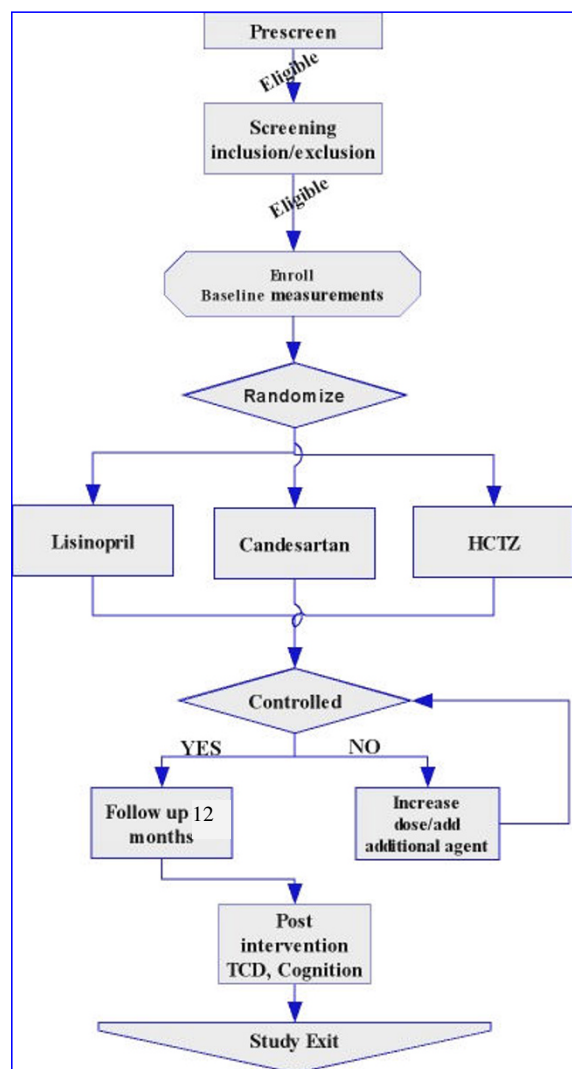 Prescreen
Eligible
Screening
inclusion/exclusion
Eligible
Enroll
Baseline measurements
Randomize
Lisinopril
Candesartan
HCTZ
Controlled
YES
NO
Follow up 12
months
Increase
dose/add
additional agent
Post
intervention
TCD, Cognition
Study Exit